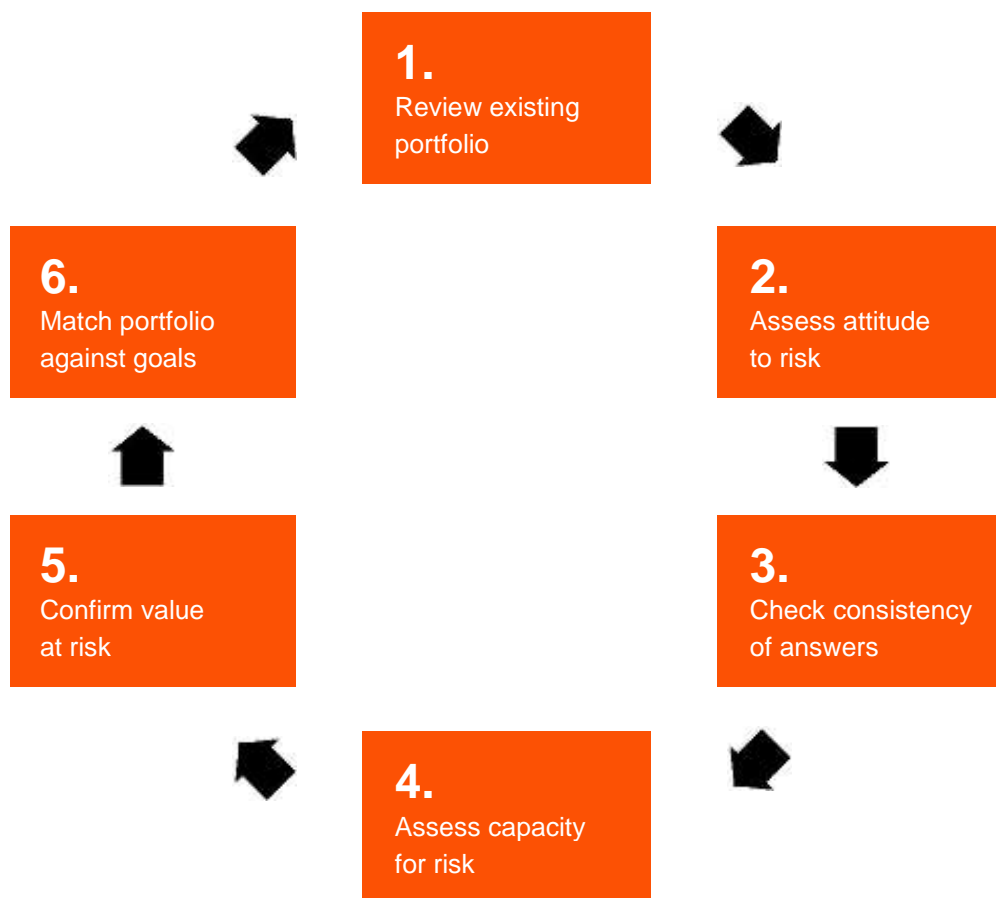 1.
Review existing
portfolio
2.
Assess attitude
to risk
3.
Check consistency
of answers
4.
Assess capacity
for risk
5.
Confirm value
at risk
6.
Match portfolio
against goals